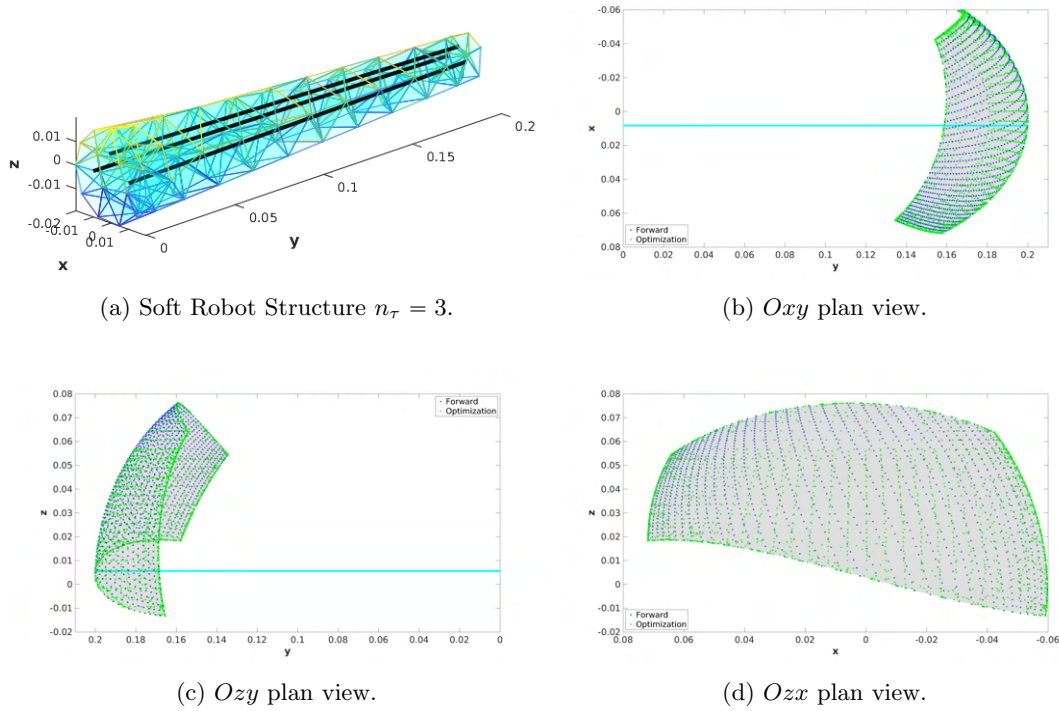 0.01
0
-0.01
-0.02
z
-0.01
0
0.01
x
0
0.05
0.1
0.15
0.2
y
(a) Soft Robot Structure nτ = 3.
-0.06
-0.04
-0.02
0
0.02
0.04
0.06
0.08
x
Forward
Optimization
0 0.02 0.04 0.06 0.08 0.1 0.12 0.14 0.16 0.18 0.2
y
(b) Oxy plan view.
0.08
0.07
0.06
0.05
0.04
0.03
0.02
0.01
0
-0.01
-0.02
z
Forward
Optimization
0.2 0.18 0.16 0.14 0.12 0.1 0.08 0.06 0.04 0.02 0
y
(c) Ozy plan view.
0.08
0.07
0.06
0.05
0.04
0.03
0.02
0.01
0
-0.01
-0.02
z
Forward
Optimization
0.08 0.06 0.04 0.02 0 -0.02 -0.04 -0.06
x
(d) Ozx plan view.